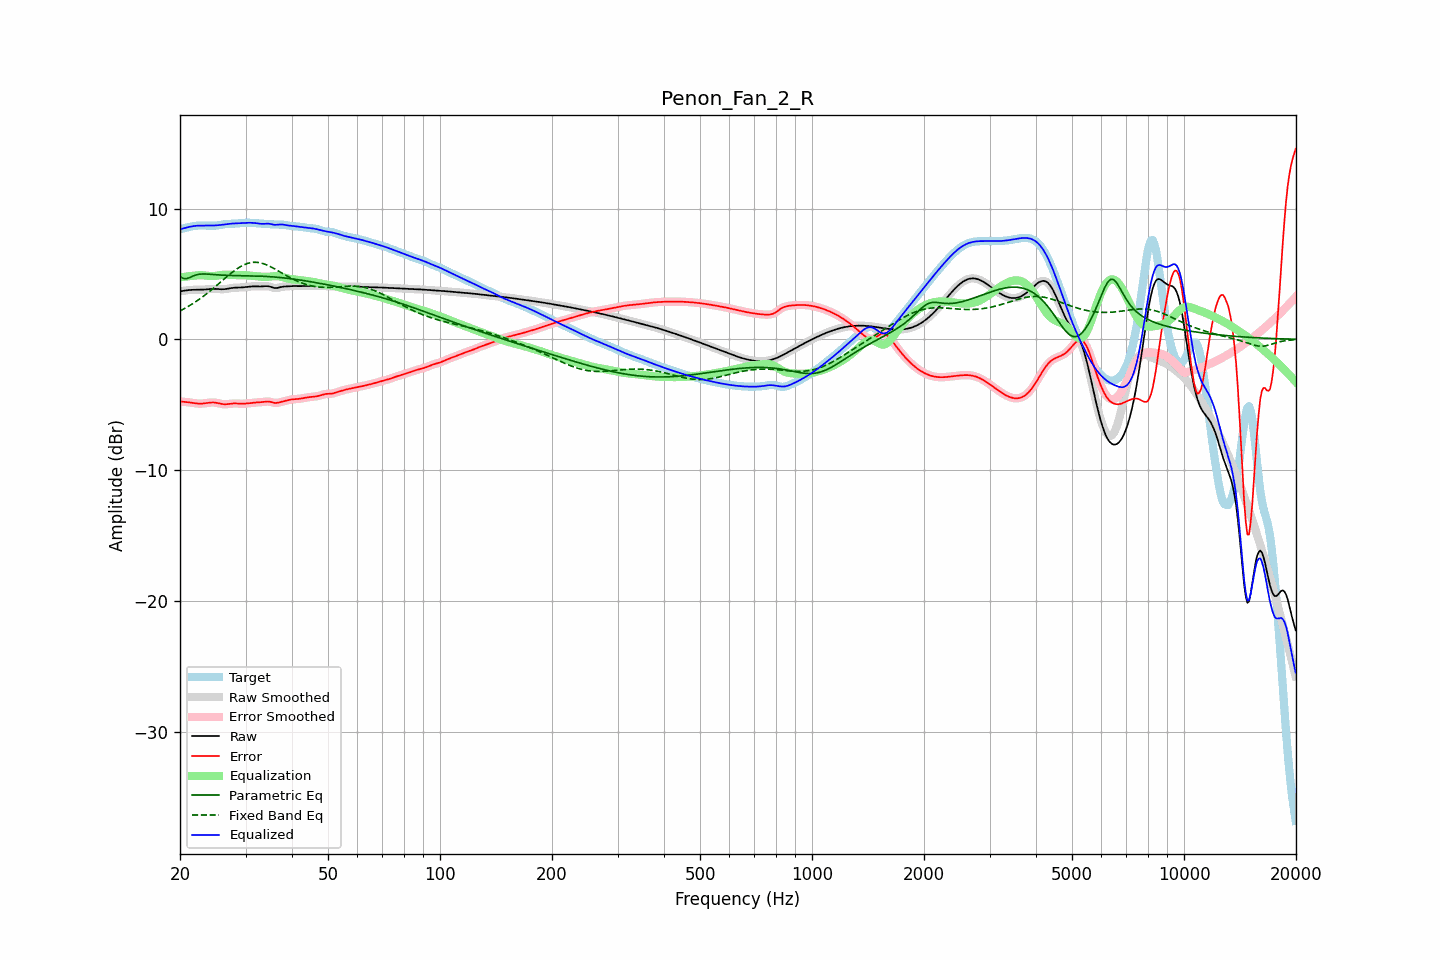 Penon_Fan_2_R
Amplitude (dBr)
10
0
−10
−20
−30
Target
Raw Smoothed
Error Smoothed
Raw
Error
Equalization
Parametric Eq
Fixed Band Eq
Equalized
20 50 100 200 500 1000 2000 5000 10000 20000
Frequency (Hz)